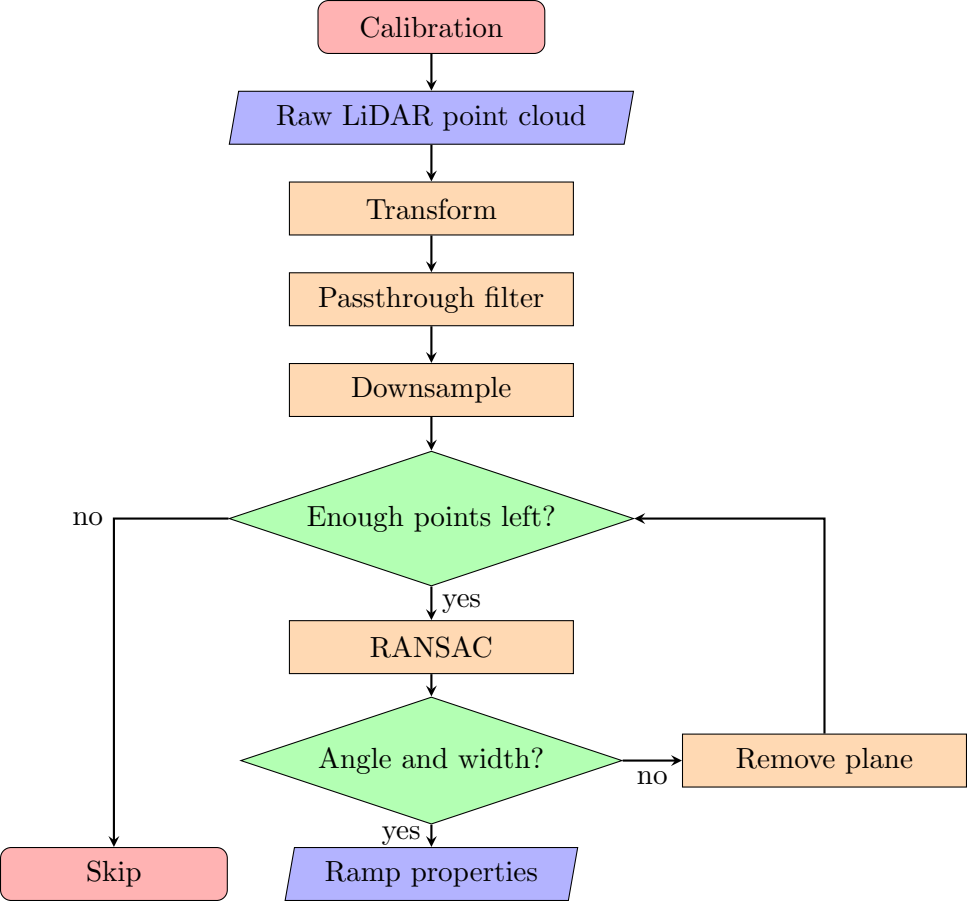 Calibration
Raw LiDAR point cloud
Transform
Passthrough filter
Downsample
Enough points left?
no
yes
RANSAC
Angle and width?
no
Remove plane
yes
Skip
Ramp properties